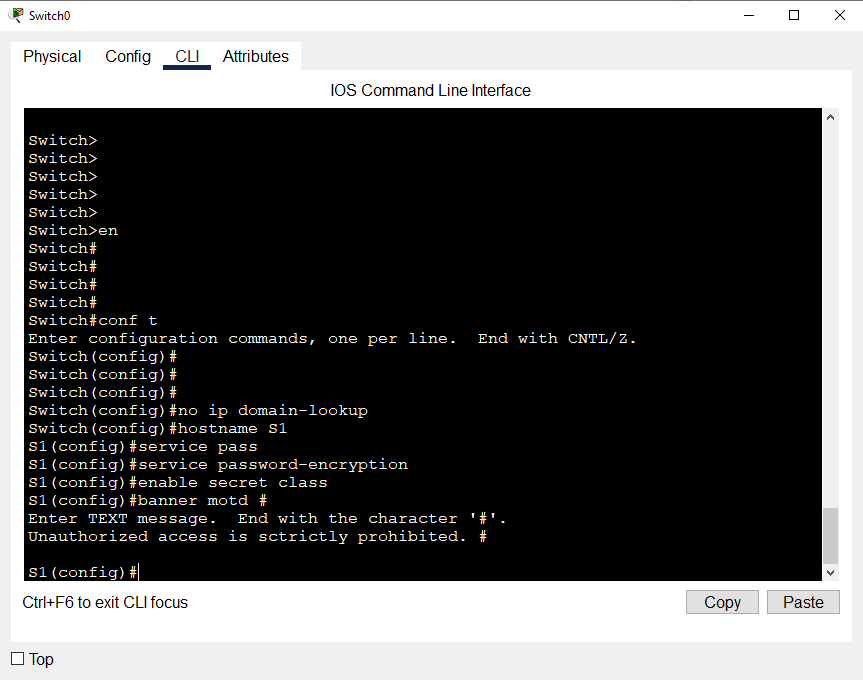 Switch0
Physical Config CLI Attributes
IOS Command Line Interface
Switch>
Switch>
Switch>
Switch>
Switch>
Switch>en
Switch#
Switch#
Switch#
Switch#
Switch#conf t
Enter configuration commands, one per line.  End with CNTL/Z.
Switch(config)#
Switch(config)#
Switch(config)#
Switch(config)#no ip domain-lookup
Switch(config)#hostname S1
S1(config)#service pass
S1(config)#service password-encryption
S1(config)#enable secret class
S1(config)#banner motd #
Enter TEXT message.  End with the character '#'.
Unauthorized access is sctrictly prohibited. #
S1(config)#
Ctrl+F6 to exit CLI focus
Copy Paste
Top